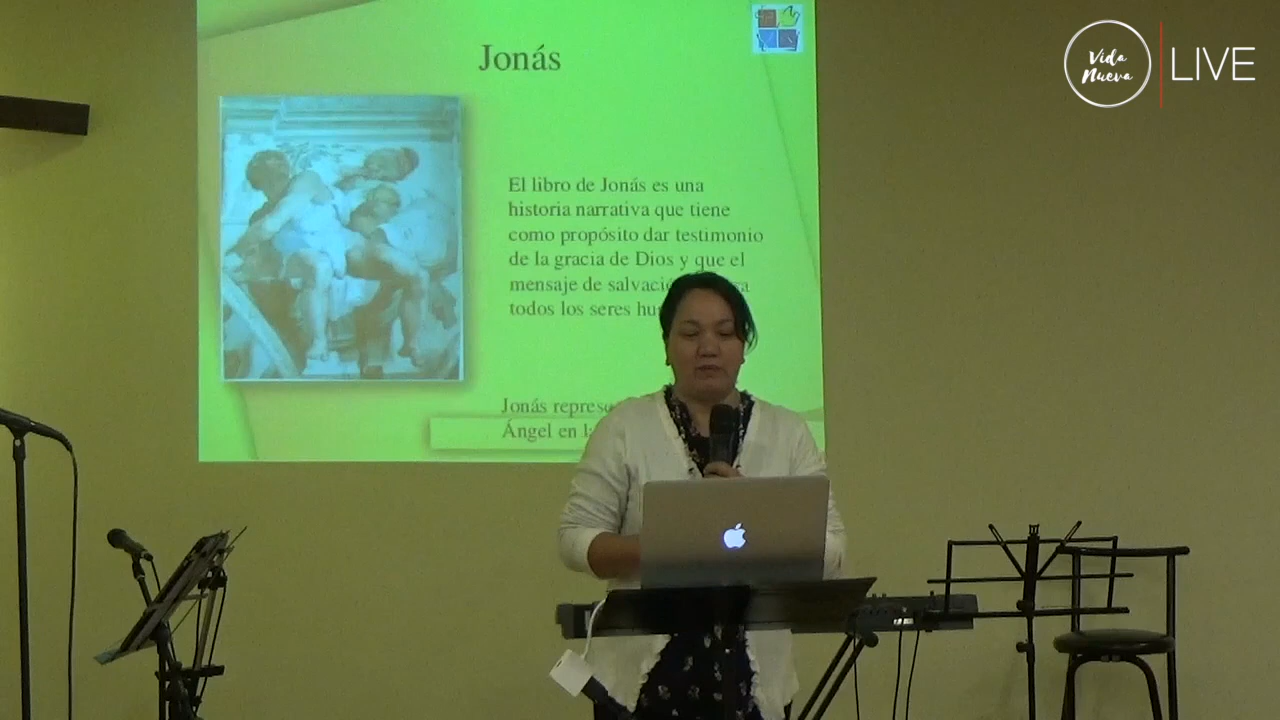 Jonás
Vida
Nueva
LIVE
El libro de Jonás es una
historia narrativa que tiene
como propósito dar testimonio
de la gracia de Dios y que el
mensaje de
todos los seres
Jonás
Ángel en